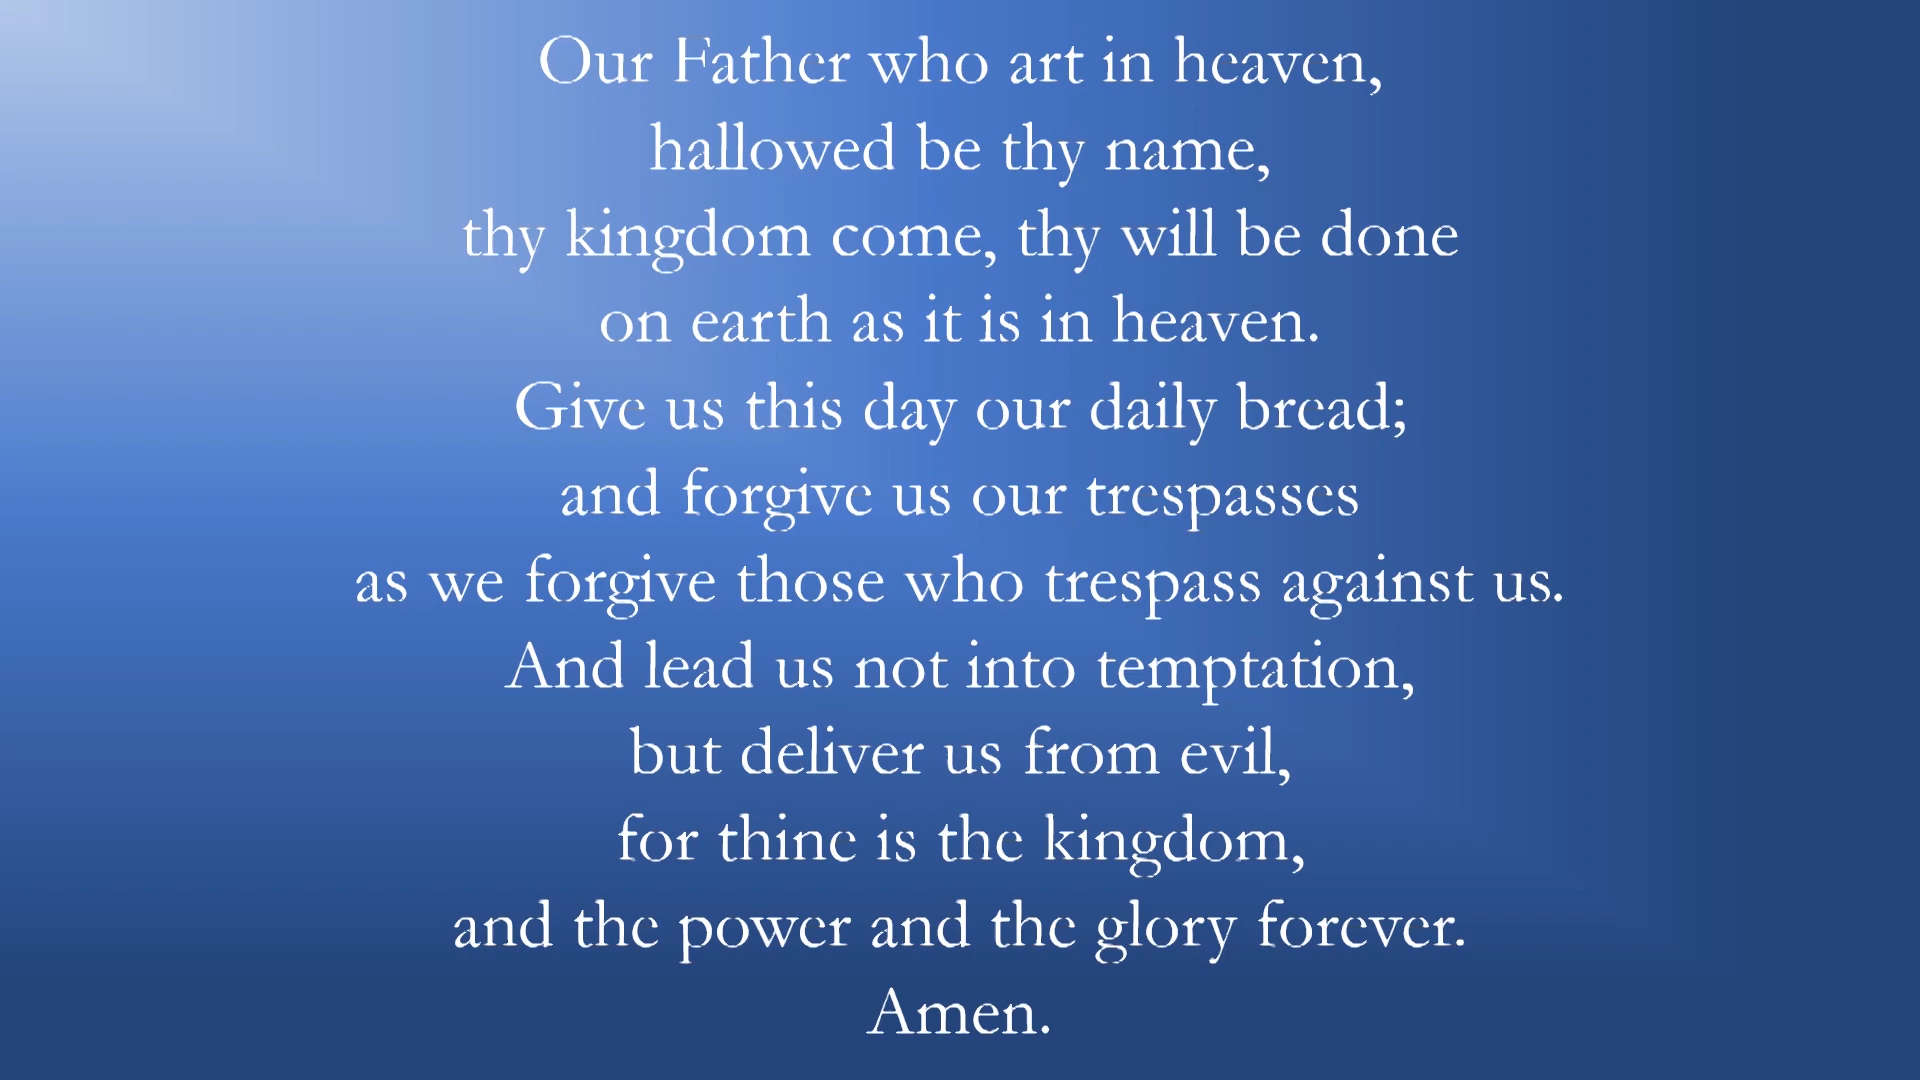 Our Father who art in heaven,
hallowed be thy name,
thy kingdom come, thy will be done
on earth as it is in heaven.
Give us this day our daily bread;
and forgive us our trespasses
as we forgive those who trespass against us.
And lead us not into temptation,
but deliver us from evil,
for thine is the kingdom,
and the power and the glory forever.
Amen.